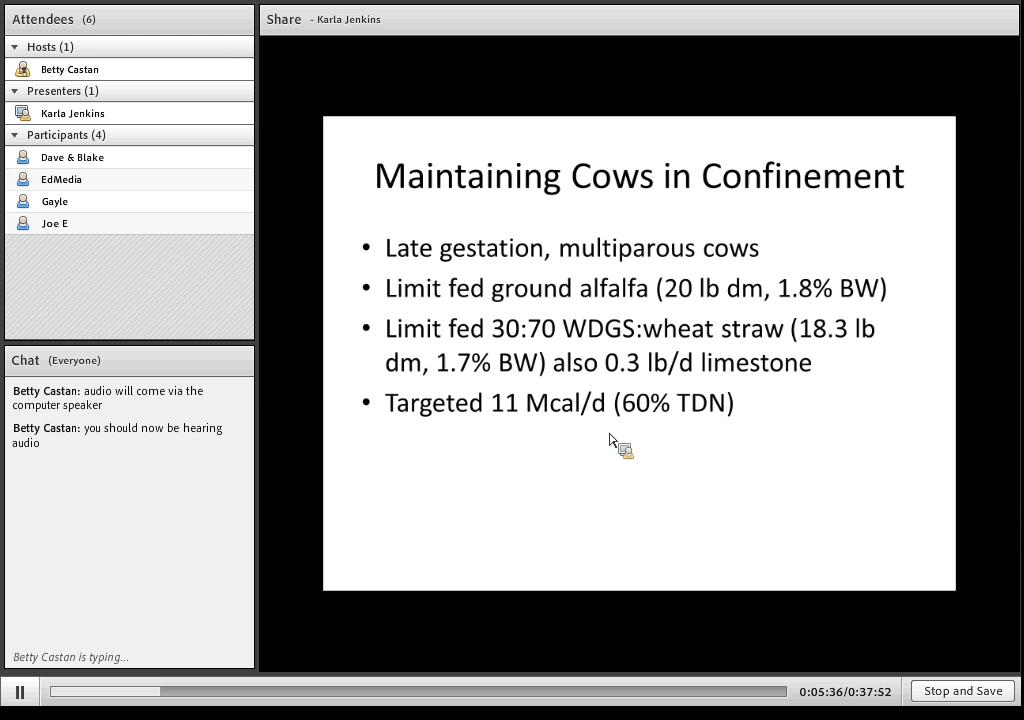 Attendees (6)
Hosts (1)
Betty Castan
Presenters (1)
Karla Jenkins
Participants (4)
Dave & Blake
EdMedia
Gayle
Joe E
Chat (Everyone)
Betty Castan: audio will come via the
computer speaker
Betty Castan: you should now be hearing
audio
Betty Castan is typing...
Share - Karla Jenkins
Maintaining Cows in Confinement
• Late gestation, multiparous cows
• Limit fed ground alfalfa (20 lb dm, 1.8% BW)
• Limit fed 30:70 WDGS:wheat straw (18.3 lb
dm, 1.7% BW) also 0.3 lb/d limestone
• Targeted 11 Mcal/d (60% TDN)
0:05:36/0:37:52
Stop and Save